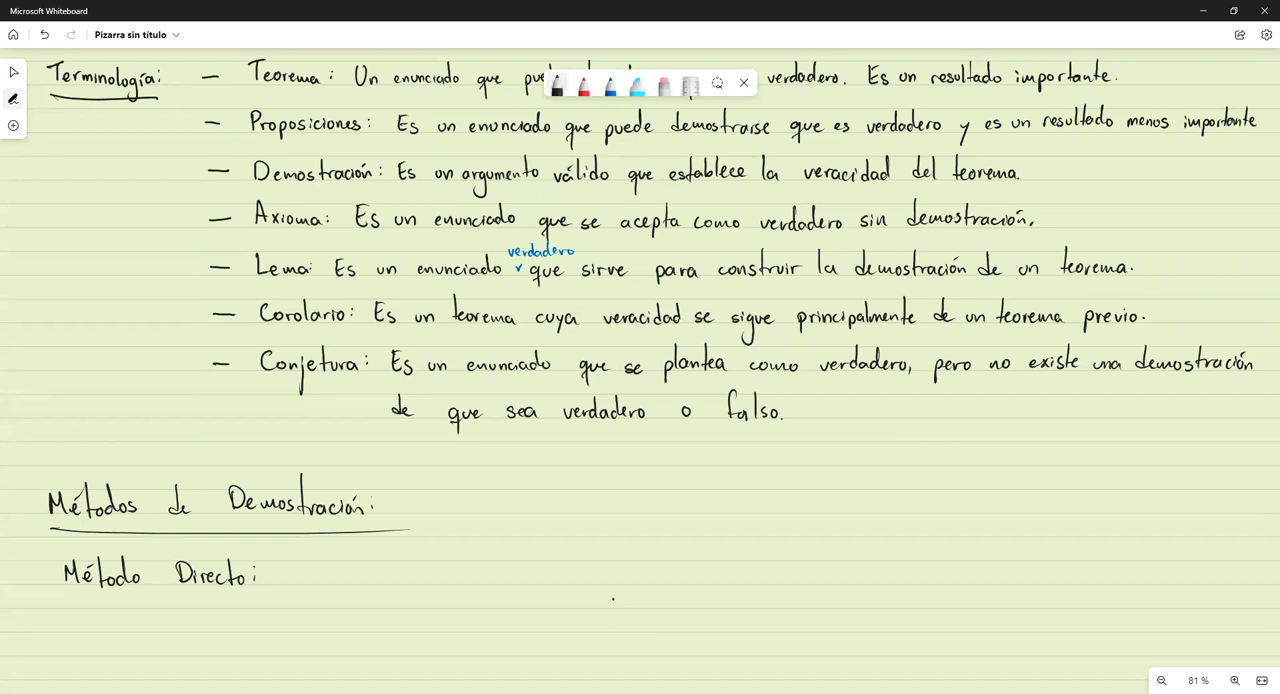 Microsoft Whiteboard
Pizarra sin título
Terminología: — Teorema: Un enunciado que verdadero. Es un resultado importante.
— Proposiciones: Es un enunciado que puede demostrarse que es verdadero y es un resultado menos importante
— Demostración: Es un argumento válido que establece la veracidad del teorema.
— Axioma: Es un enunciado que se acepta como verdadero sin demostración.
verdadero
— Lema: Es un enunciado que sirve para construir la demostración de un teorema.
— Corolario: Es un teorema cuya veracidad se sigue principalmente de un teorema previo.
— Conjetura: Es un enunciado que se plantea como verdadero, pero no existe una demostración
de que sea verdadero o falso.
Métodos de Demostración:
Método Directo:
81 %